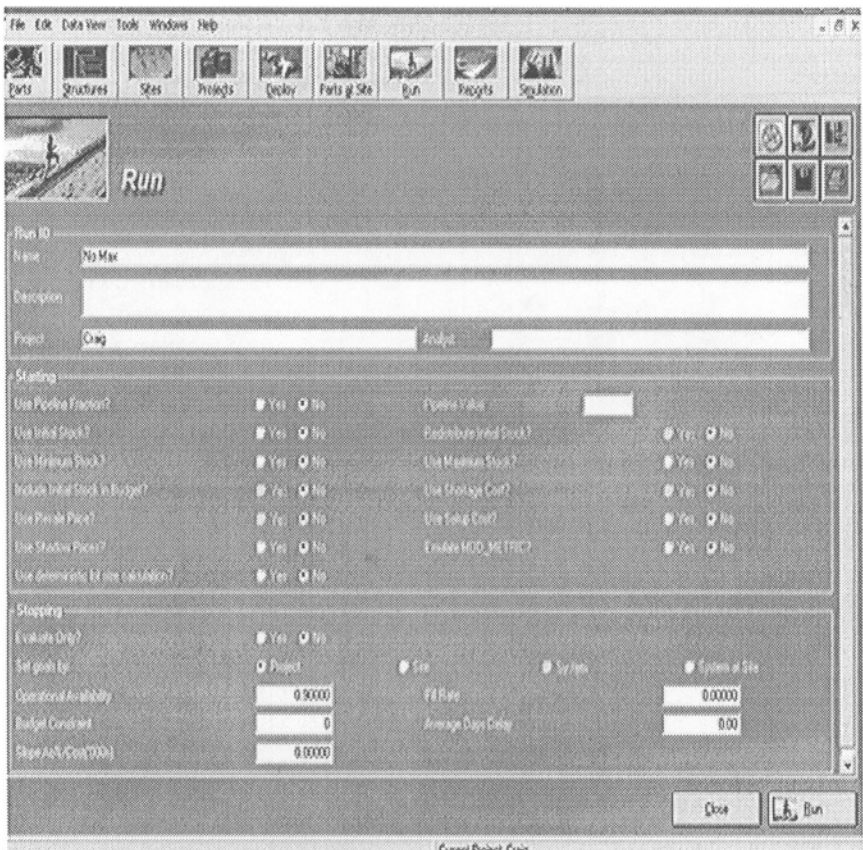 File Edit Data View Tools Windows Help
Parts Structures Sites Projects Deploy Parts at Site Run Reports Simulation
Run
Run ID
Name No Max
Description
Project Craig Analyst
Starting
Use Pipeline Fraction? Yes No Pipeline Value
Use Initial Stock? Yes No Redistribute Initial Stock? Yes No
Use Minimum Stock? Yes No Use Maximum Stock? Yes No
Include Initial Stock in Budget? Yes No Use Shortage Cost? Yes No
Use Resale Price? Yes No Use Setup Cost? Yes No
Use Shadow Prices? Yes No Emulate MOD_METRIC? Yes No
Use deterministic lot size calculation? Yes No
Stopping
Evaluate Only? Yes No
Set goals by: Project Site System System at Site
Operational Availability 0.90000 Fill Rate 0.00000
Budget Constraint 0 Average Days Delay 0.00
Slope Ao%/Cost('000s) 0.00000
Close Run
Current Project: Craig